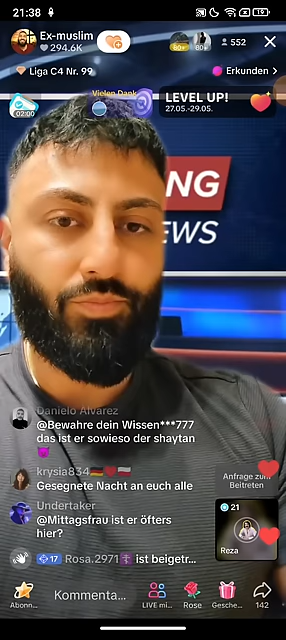 21:38
19
Ex-muslim
294.6K
60+
50+
552
Liga C4 Nr. 99
Erkunden >
Vielen Dank
LEVEL UP!
27.05.-29.05.
02:00
NG
EWS
Danielo Alvarez
@Bewahre dein Wissen***777
das ist er sowieso der shaytan
krysia834
Gesegnete Nacht an euch alle
Undertaker
@Mittagsfrau ist er öfters
hier?
17 Rosa.2971 ist beigetr...
Anfrage zum
Beitreten
21
Reza
Abonn...
Kommenta...
LIVE mi...
Rose
Gesche...
142